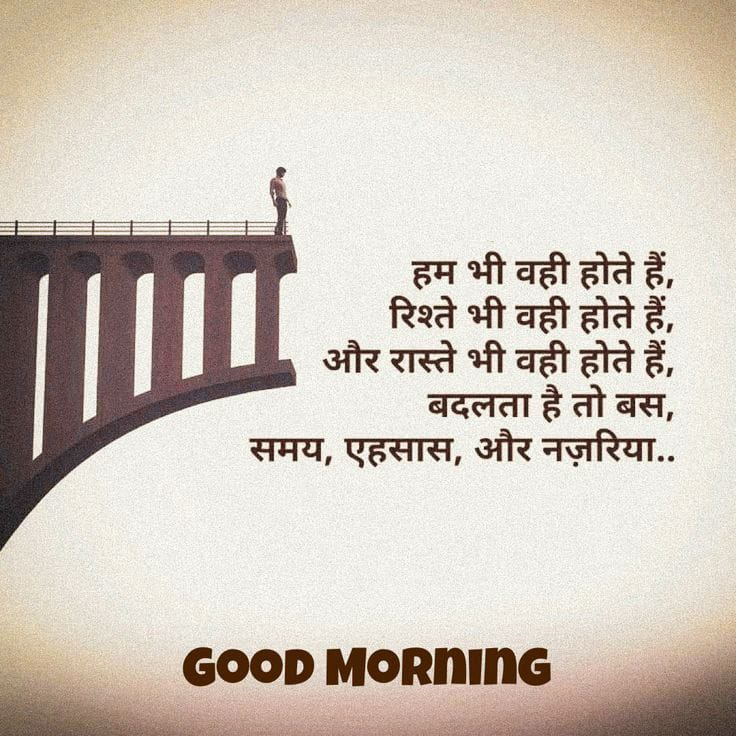 हम भी वही होते हैं,
रिश्ते भी वही होते हैं,
और रास्ते भी वही होते हैं,
बदलता है तो बस,
समय, एहसास, और नज़रिया..
GOOD MORNING